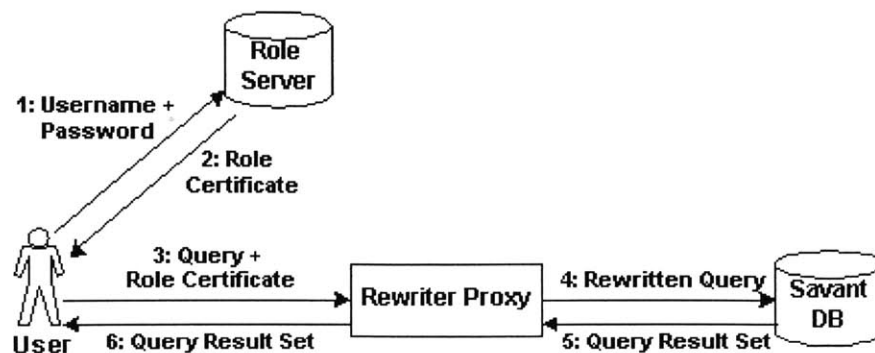 Role
Server
1: Username +
Password
2: Role
Certificate
3: Query +
Role Certificate
Rewriter Proxy
4: Rewritten Query
Savant
DB
User
6: Query Result Set
5: Query Result Set